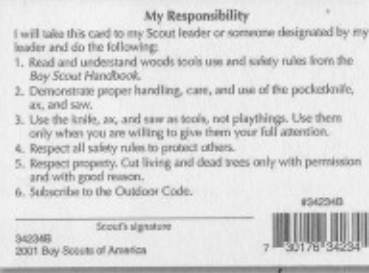 My Responsibility
I will take this card to my Scout leader or someone designated by my
leader and do the following:
1. Read and understand woods tools use and safety rules from the
Boy Scout Handbook.
2. Demonstrate proper handling, care, and use of the pocketknife,
ax, and saw.
3. Use the knife, ax, and saw as tools, not playthings. Use them
only when you are willing to give them your full attention.
4. Respect all safety rules to protect others.
5. Respect property. Cut living and dead trees only with permission
and with good reason.
6. Subscribe to the Outdoor Code.
#34234B
Scout's signature
34234B
2001 Boy Scouts of America
7 30176 34234